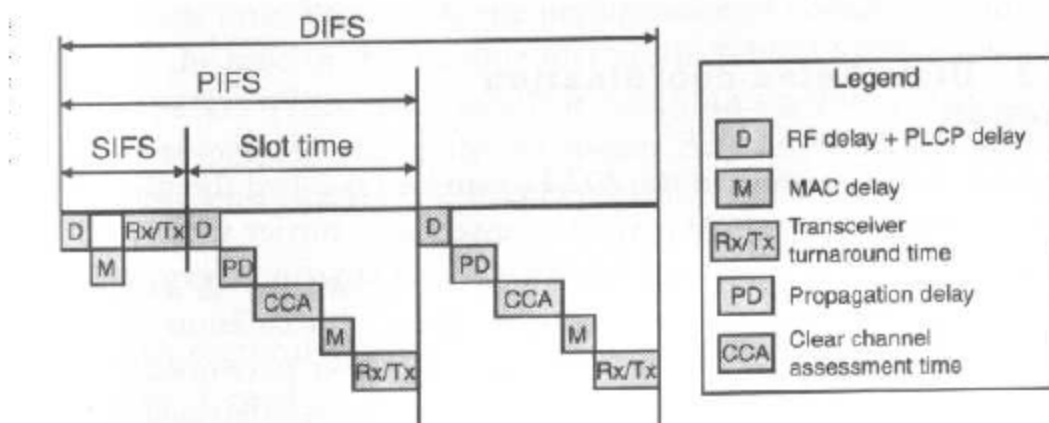 DIFS
PIFS
SIFS
Slot time
D
Rx/Tx
D
D
M
PD
PD
CCA
CCA
M
M
Rx/Tx
Rx/Tx
Legend
D
RF delay + PLCP delay
M
MAC delay
Rx/Tx
Transceiver
turnaround time
PD
Propagation delay
CCA
Clear channel
assessment time